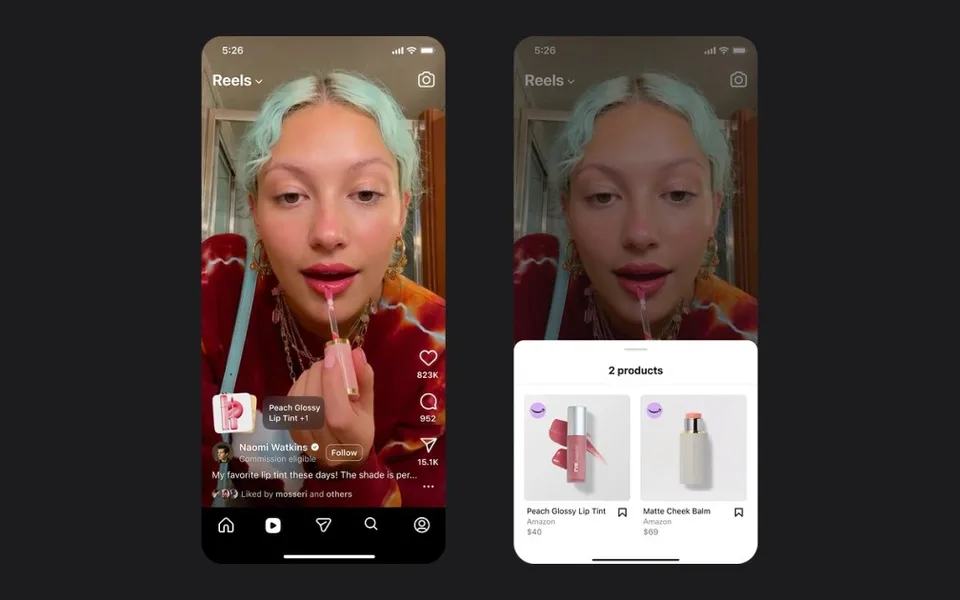 5:26
Reels
823K
952
15.1K
Peach Glossy
Lip Tint +1
Naomi Watkins
Commission eligible
Follow
My favorite lip tint these days! The shade is per...
Liked by mosseri and others
5:26
Reels
2 products
Peach Glossy Lip Tint
Amazon
$40
Matte Cheek Balm
Amazon
$69